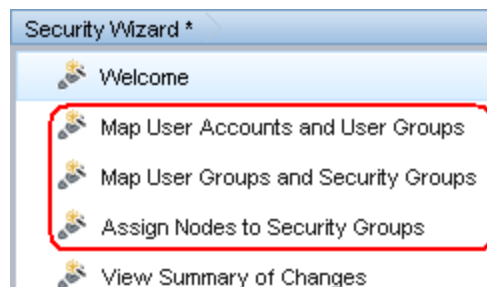 Security Wizard *
Welcome
Map User Accounts and User Groups
Map User Groups and Security Groups
Assign Nodes to Security Groups
View Summary of Changes